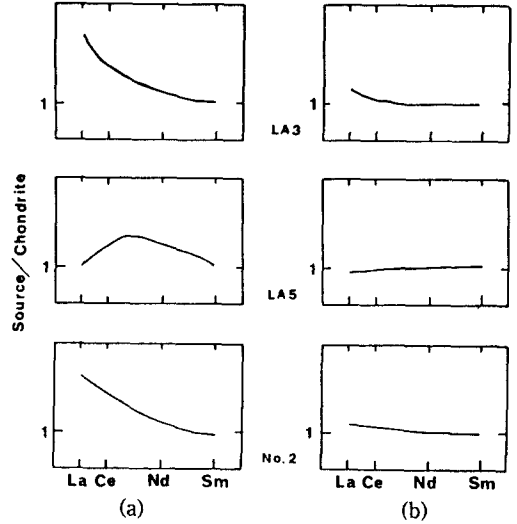 1
1
LA3
Source/Chondrite
1
1
LA5
1
1
No.2
La Ce Nd Sm
La Ce Nd Sm
(a)
(b)